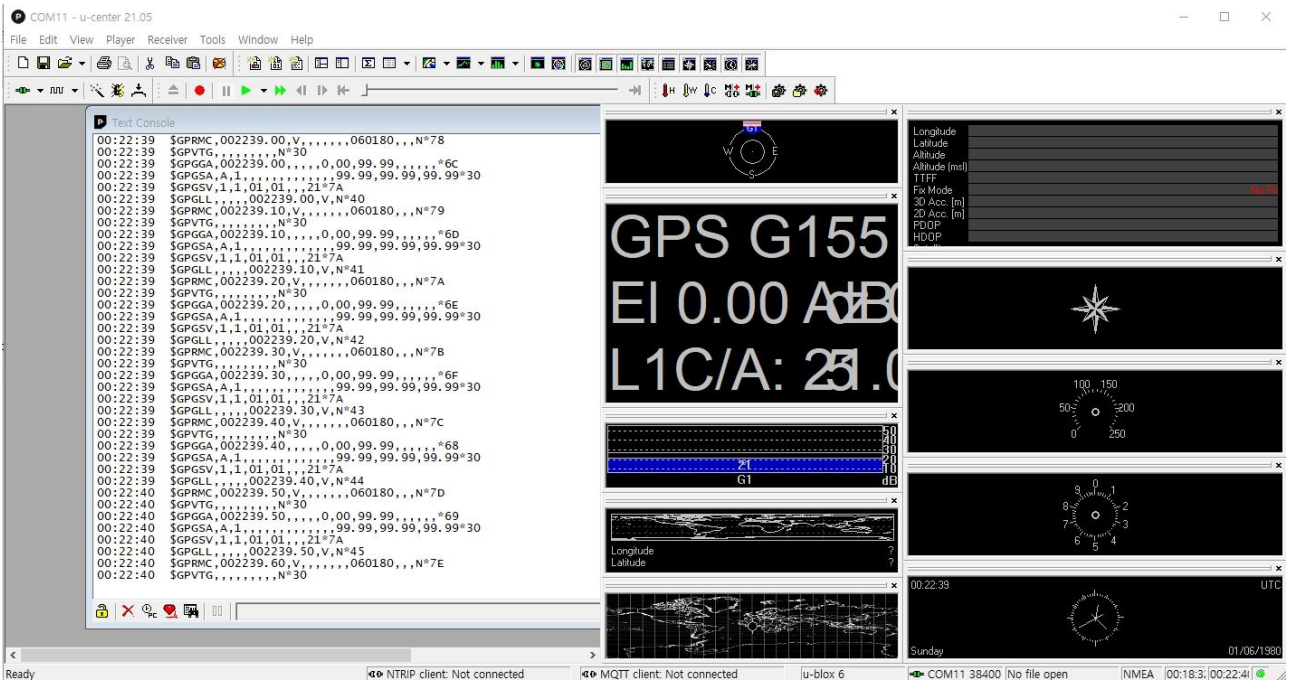 COM11 - u-center 21.05
File Edit View Player Receiver Tools Window Help
Text Console
00:22:39 $GPRMC,002239.00,V,,,,,,,060180,,,N*78
00:22:39 $GPVTG,,,,,,,,,N*30
00:22:39 $GPGGA,002239.00,,,,,0,00,99.99,,,,,,*6C
00:22:39 $GPGSA,A,1,,,,,,,,,,,,,99.99,99.99,99.99*30
00:22:39 $GPGSV,1,1,01,01,,,21*7A
00:22:39 $GPGLL,,,,,002239.00,V,N*40
00:22:39 $GPRMC,002239.10,V,,,,,,,060180,,,N*79
00:22:39 $GPVTG,,,,,,,,,N*30
00:22:39 $GPGGA,002239.10,,,,,0,00,99.99,,,,,,*6D
00:22:39 $GPGSA,A,1,,,,,,,,,,,,,99.99,99.99,99.99*30
00:22:39 $GPGSV,1,1,01,01,,,21*7A
00:22:39 $GPGLL,,,,,002239.10,V,N*41
00:22:39 $GPRMC,002239.20,V,,,,,,,060180,,,N*7A
00:22:39 $GPVTG,,,,,,,,,N*30
00:22:39 $GPGGA,002239.20,,,,,0,00,99.99,,,,,,*6E
00:22:39 $GPGSA,A,1,,,,,,,,,,,,,99.99,99.99,99.99*30
00:22:39 $GPGSV,1,1,01,01,,,21*7A
00:22:39 $GPGLL,,,,,002239.20,V,N*42
00:22:39 $GPRMC,002239.30,V,,,,,,,060180,,,N*7B
00:22:39 $GPVTG,,,,,,,,,N*30
00:22:39 $GPGGA,002239.30,,,,,0,00,99.99,,,,,,*6F
00:22:39 $GPGSA,A,1,,,,,,,,,,,,,99.99,99.99,99.99*30
00:22:39 $GPGSV,1,1,01,01,,,21*7A
00:22:39 $GPGLL,,,,,002239.30,V,N*43
00:22:39 $GPRMC,002239.40,V,,,,,,,060180,,,N*7C
00:22:39 $GPVTG,,,,,,,,,N*30
00:22:39 $GPGGA,002239.40,,,,,0,00,99.99,,,,,,*68
00:22:39 $GPGSA,A,1,,,,,,,,,,,,,99.99,99.99,99.99*30
00:22:39 $GPGSV,1,1,01,01,,,21*7A
00:22:39 $GPGLL,,,,,002239.40,V,N*44
00:22:40 $GPRMC,002239.50,V,,,,,,,060180,,,N*7D
00:22:40 $GPVTG,,,,,,,,,N*30
00:22:40 $GPGGA,002239.50,,,,,0,00,99.99,,,,,,*69
00:22:40 $GPGSA,A,1,,,,,,,,,,,,,99.99,99.99,99.99*30
00:22:40 $GPGSV,1,1,01,01,,,21*7A
00:22:40 $GPGLL,,,,,002239.50,V,N*45
00:22:40 $GPRMC,002239.60,V,,,,,,,060180,,,N*7E
00:22:40 $GPVTG,,,,,,,,,N*30
G1
W E
S
GPS G155
El 0.00
L1C/A:
50
40
30
20
10
21
G1 dB
Longitude ?
Latitude ?
Longitude
Latitude
Altitude
Altitude (msl)
TTFF
Fix Mode No
3D Acc. [m]
2D Acc. [m]
PDOP
HDOP
100 150
50 200
0 250
9 0 1
8 2
7 3
6 5 4
00:22:39 UTC
Sunday 01/06/1980
Ready NTRIP client: Not connected MQTT client: Not connected u-blox 6 COM11 38400 No file open NMEA 00:18:3 00:22:4